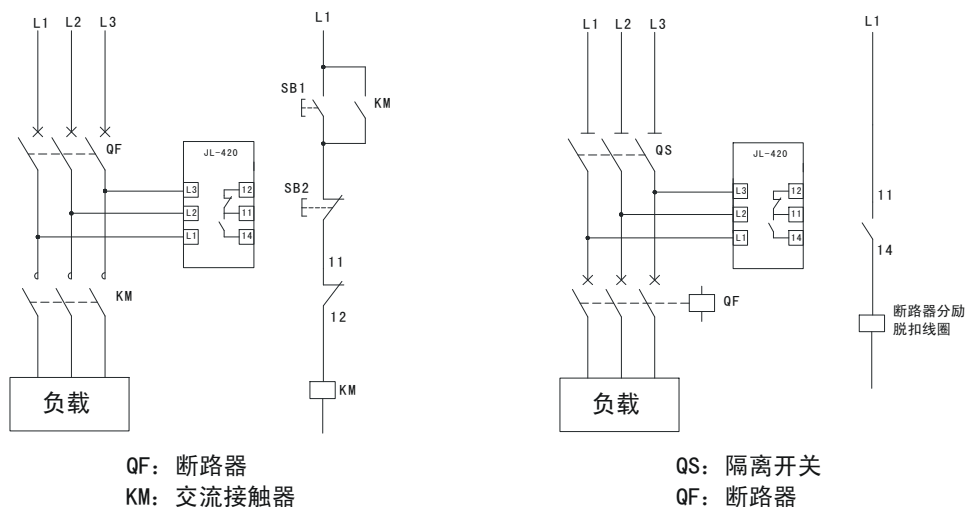 L1 L2 L3
QF
JL-420
L3 12
L2 11
L1 14
KM
负载
L1
SB1
KM
SB2
11
12
KM
QF: 断路器
KM: 交流接触器
L1 L2 L3
QS
JL-420
L3 12
L2 11
L1 14
QF
负载
L1
11
14
断路器分励
脱扣线圈
QS: 隔离开关
QF: 断路器